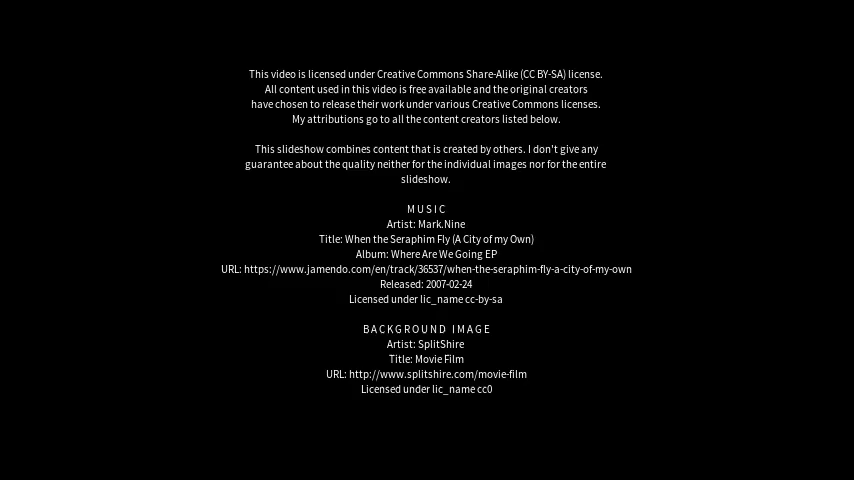 This video is licensed under Creative Commons Share-Alike (CC BY-SA) license.
All content used in this video is free available and the original creators
have chosen to release their work under various Creative Commons licenses.
My attributions go to all the content creators listed below.
This slideshow combines content that is created by others. I don't give any
guarantee about the quality neither for the individual images nor for the entire
slideshow.
MUSIC
Artist: Mark.Nine
Title: When the Seraphim Fly (A City of my Own)
Album: Where Are We Going EP
URL: https://www.jamendo.com/en/track/36537/when-the-seraphim-fly-a-city-of-my-own
Released: 2007-02-24
Licensed under lic_name cc-by-sa
BACKGROUND IMAGE
Artist: SplitShire
Title: Movie Film
URL: http://www.splitshire.com/movie-film
Licensed under lic_name cc0